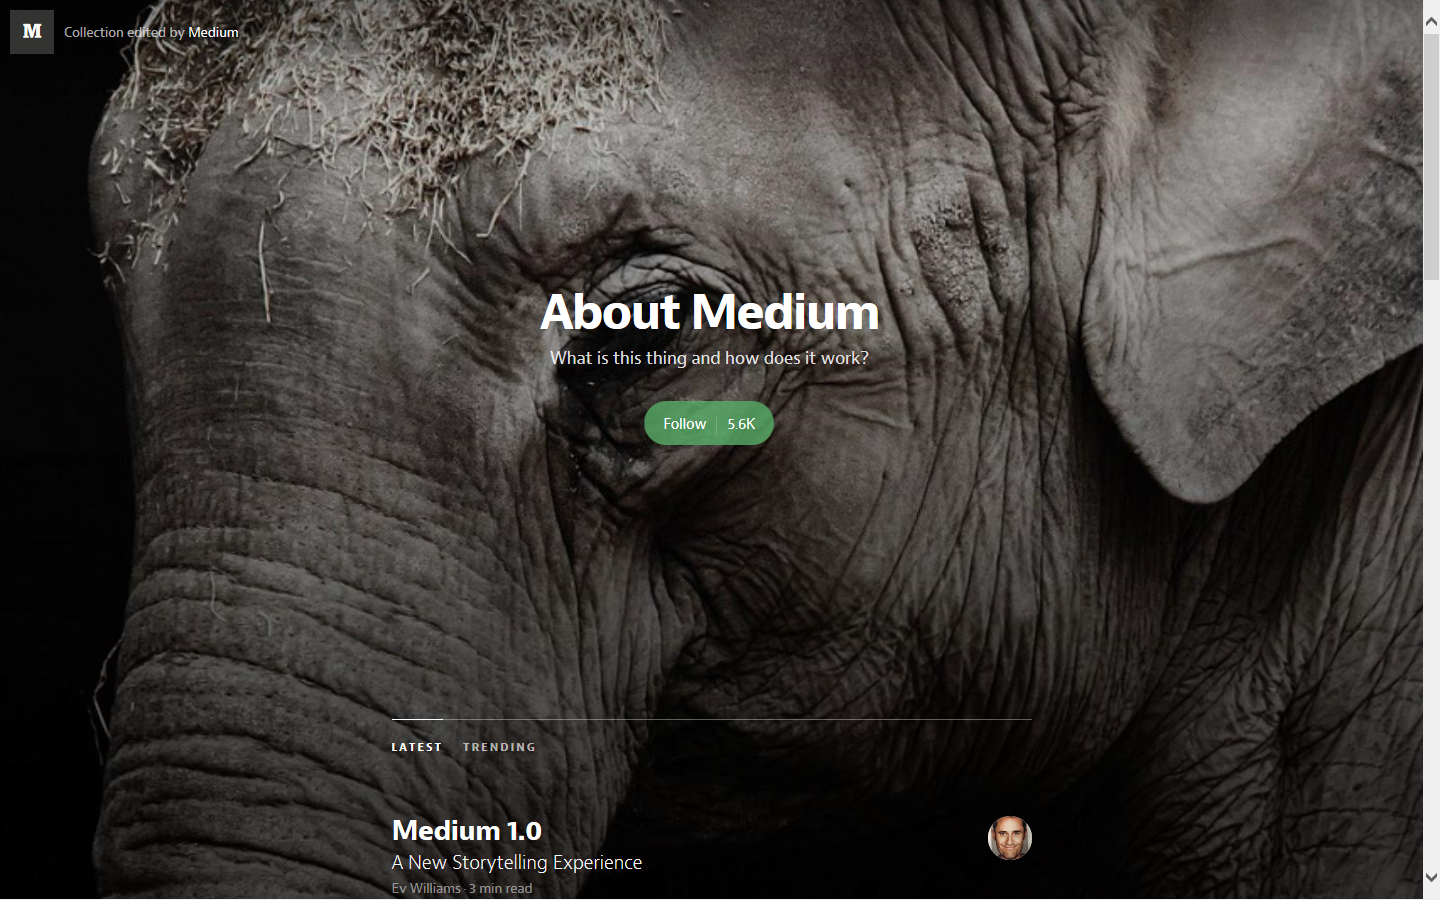 M
Collection edited by Medium
About Medium
What is this thing and how does it work?
Follow 5.6K
LATEST TRENDING
Medium 1.0
A New Storytelling Experience
Ev Williams · 3 min read